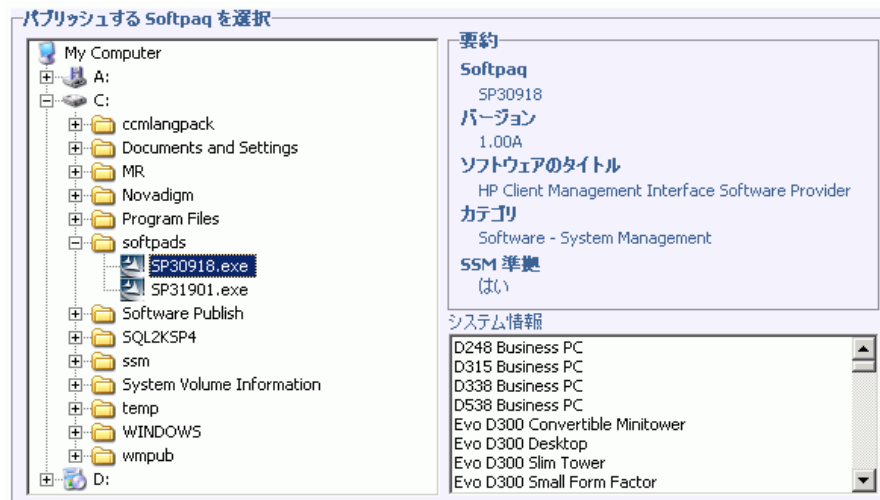 パブリッシュする Softpaq を選択
My Computer
A:
C:
ccmlangpack
Documents and Settings
MR
Novadigm
Program Files
softpads
SP30918.exe
SP31901.exe
Software Publish
SQL2KSP4
ssm
System Volume Information
temp
WINDOWS
wmpub
D:
要約
Softpaq
SP30918
バージョン
1.00A
ソフトウェアのタイトル
HP Client Management Interface Software Provider
カテゴリ
Software - System Management
SSM 準拠
はい
システム情報
D248 Business PC
D315 Business PC
D338 Business PC
D538 Business PC
Evo D300 Convertible Minitower
Evo D300 Desktop
Evo D300 Slim Tower
Evo D300 Small Form Factor